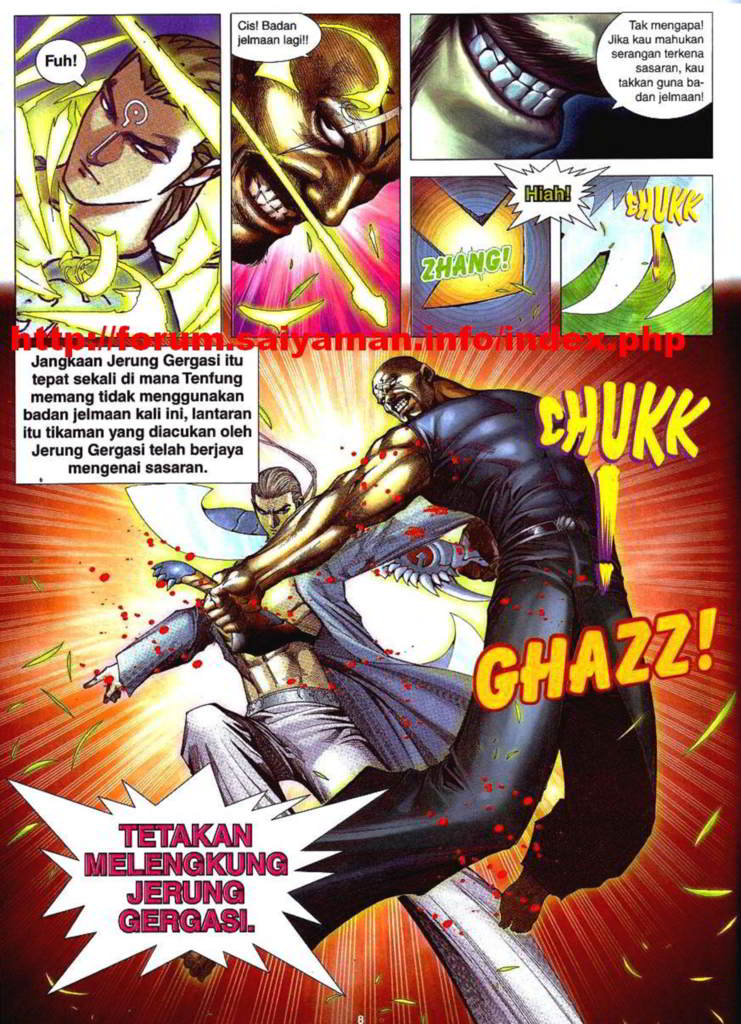 Fuh!
Cis! Badan
jelmaan lagi!!
Tak mengapa!
Jika kau mahukan
serangan terkena
sasaran, kau
takkan guna ba-
dan jelmaan!
Hiah!
ZHANG!
CHUKK
!
http://forum.saiyaman.info/index.php
Jangkaan Jerung Gergasi itu
tepat sekali di mana Tenfung
memang tidak menggunakan
badan jelmaan kali ini, lantaran
itu tikaman yang diacukan oleh
Jerung Gergasi telah berjaya
mengenai sasaran.
CHUKK
!
GHAZZ!
TETAKAN
MELENGKUNG
JERUNG
GERGASI.
8